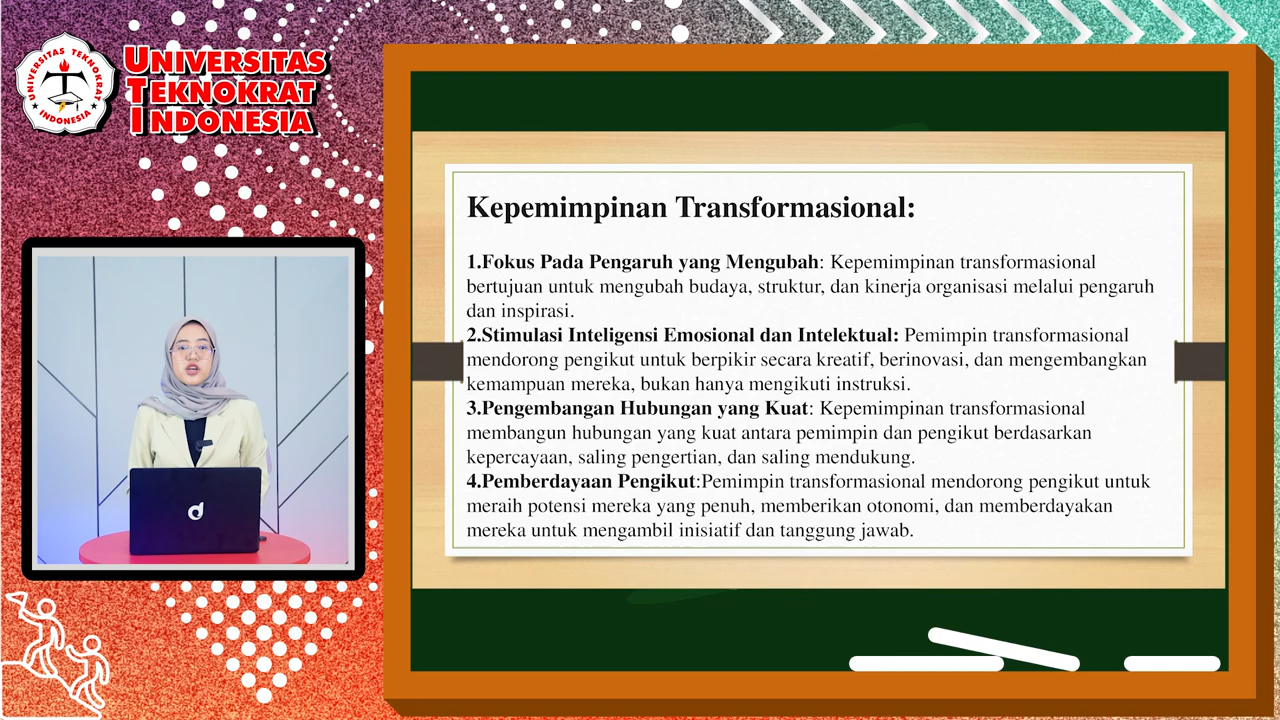 UNIVERSITAS TEKNOKRAT
INDONESIA
UNIVERSITAS
TEKNOKRAT
INDONESIA
Kepemimpinan Transformasional:
1.Fokus Pada Pengaruh yang Mengubah: Kepemimpinan transformasional
bertujuan untuk mengubah budaya, struktur, dan kinerja organisasi melalui pengaruh
dan inspirasi.
2.Stimulasi Inteligensi Emosional dan Intelektual: Pemimpin transformasional
mendorong pengikut untuk berpikir secara kreatif, berinovasi, dan mengembangkan
kemampuan mereka, bukan hanya mengikuti instruksi.
3.Pengembangan Hubungan yang Kuat: Kepemimpinan transformasional
membangun hubungan yang kuat antara pemimpin dan pengikut berdasarkan
kepercayaan, saling pengertian, dan saling mendukung.
4.Pemberdayaan Pengikut:Pemimpin transformasional mendorong pengikut untuk
meraih potensi mereka yang penuh, memberikan otonomi, dan memberdayakan
mereka untuk mengambil inisiatif dan tanggung jawab.